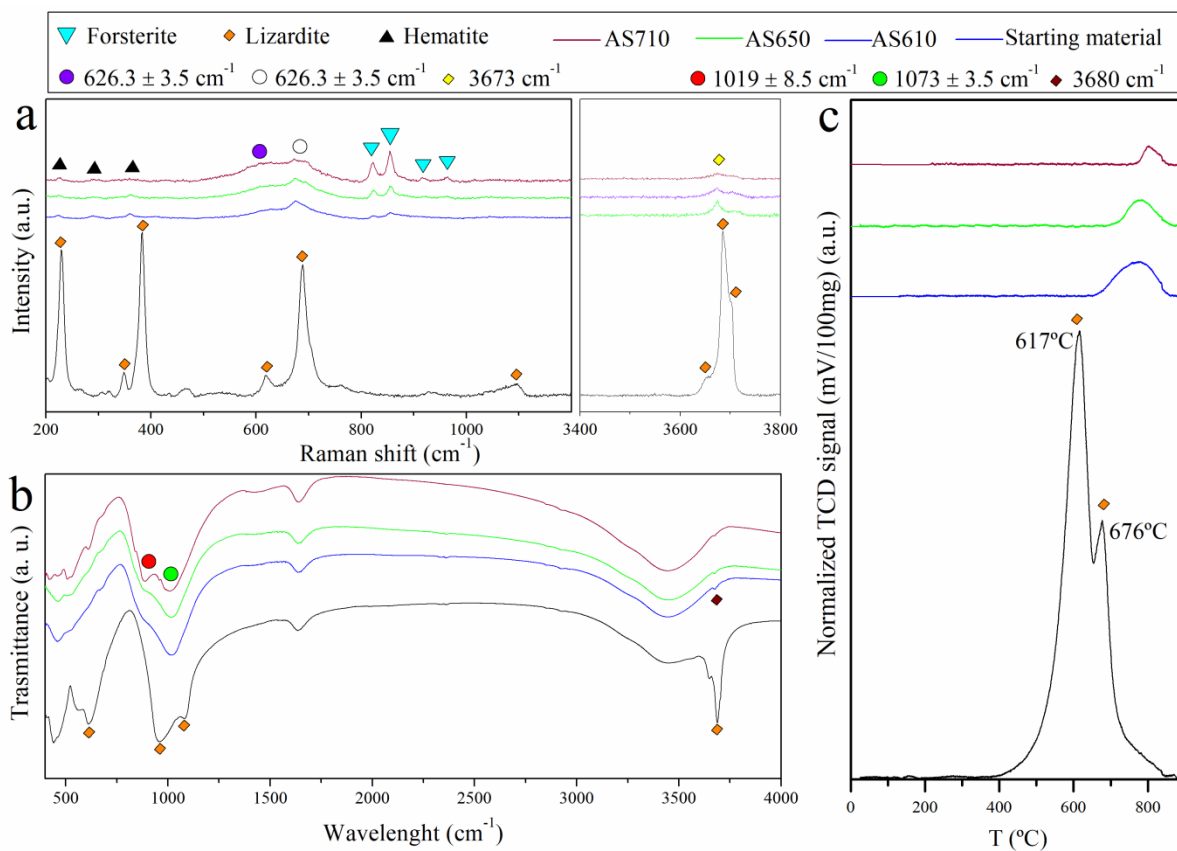 Forsterite Lizardite Hematite AS710 AS650 AS610 Starting material
626.3 ± 3.5 cm⁻¹ 626.3 ± 3.5 cm⁻¹ 3673 cm⁻¹ 1019 ± 8.5 cm⁻¹ 1073 ± 3.5 cm⁻¹ 3680 cm⁻¹
a
Intensity (a.u.)
200 400 600 800 1000 1200 3400 3600 3800
Raman shift (cm⁻¹)
b
Trasmittance (a. u.)
500 1000 1500 2000 2500 3000 3500 4000
Wavelenght (cm⁻¹)
c
Normalized TCD signal (mV/100mg) (a.u.)
617ºC
676ºC
0 200 400 600 800
T (ºC)